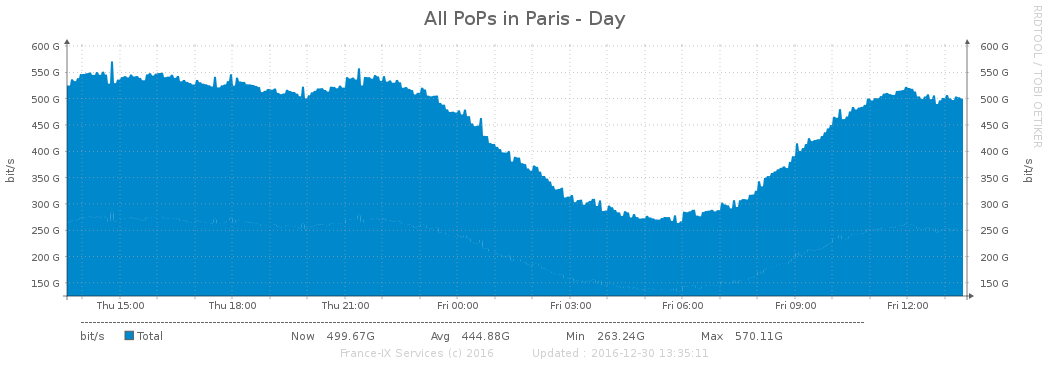 All PoPs in Paris - Day
RRDTOOL / TOBI OETIKER
bit/s
600 G
550 G
500 G
450 G
400 G
350 G
300 G
250 G
200 G
150 G
600 G
550 G
500 G
450 G
400 G
350 G
300 G
250 G
200 G
150 G
bit/s
Thu 15:00 Thu 18:00 Thu 21:00 Fri 00:00 Fri 03:00 Fri 06:00 Fri 09:00 Fri 12:00
bit/s Total Now 499.67G Avg 444.88G Min 263.24G Max 570.11G
France-IX Services (c) 2016 Updated : 2016-12-30 13:35:11